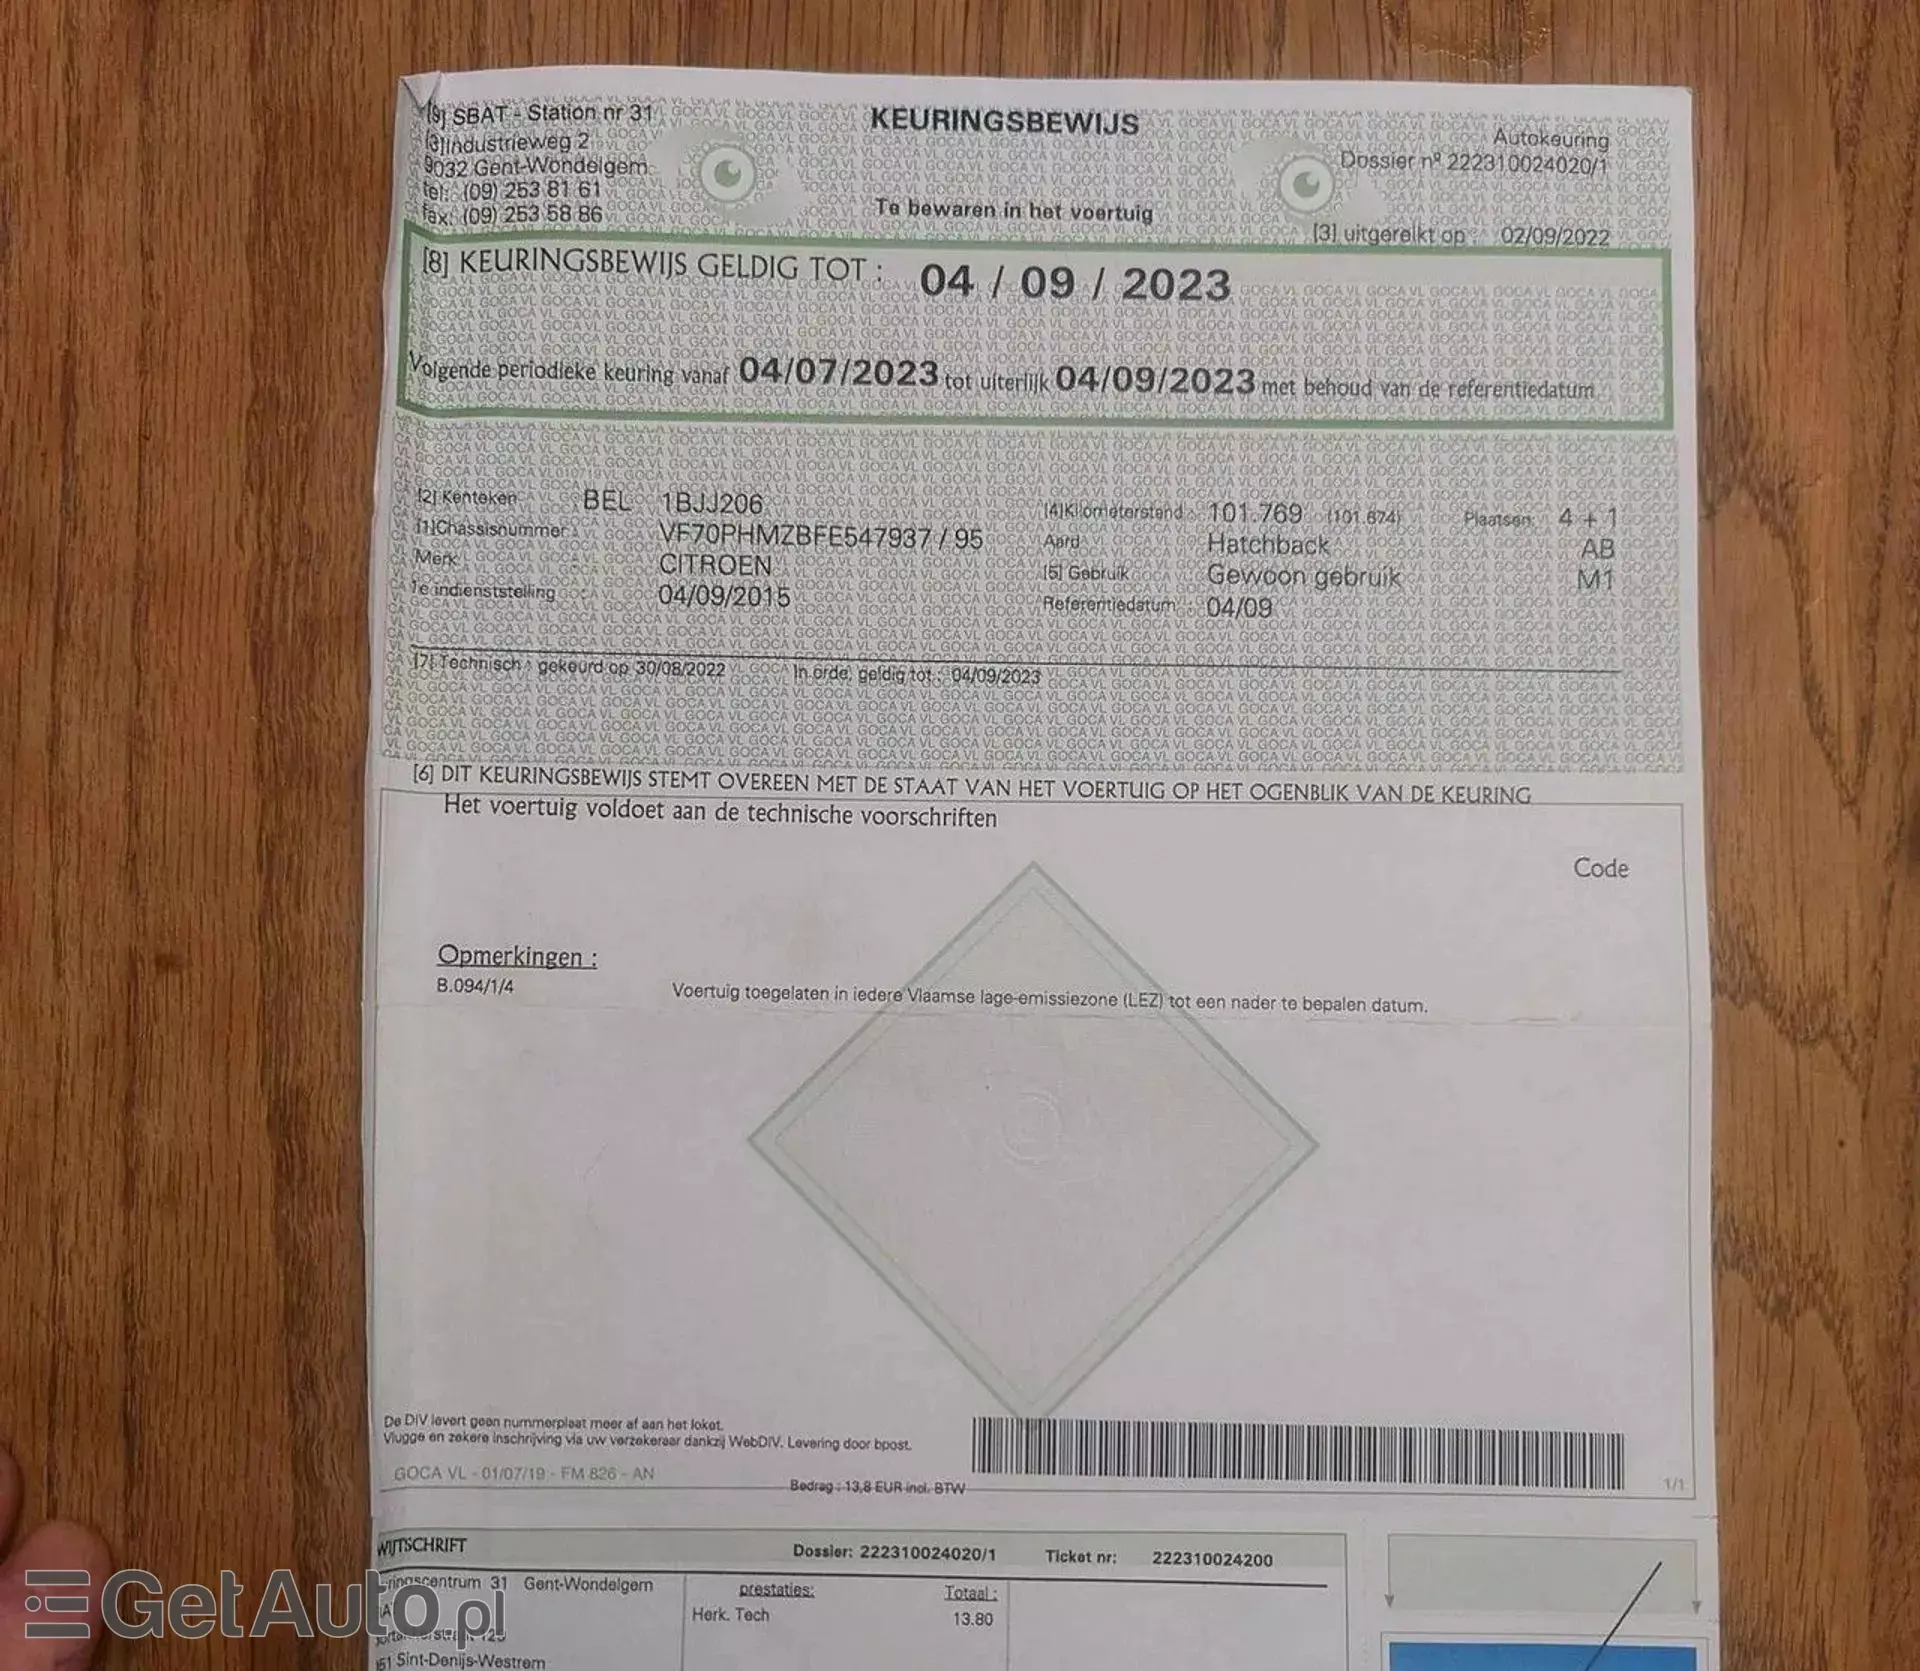 [9] SBAT - Station nr 31
[3] Industrieweg 2
9032 Gent-Wondelgem
tel: (09) 253 81 61
fax: (09) 253 58 86
KEURINGSBEWIJS
Te bewaren in het voertuig
Autokeuring
Dossier nº 222310024020/1
[3] uitgereikt op : 02/09/2022
[8] KEURINGSBEWIJS GELDIG TOT : 04 / 09 / 2023
Volgende periodieke keuring vanaf 04/07/2023 tot uiterlijk 04/09/2023 met behoud van de referentiedatum
[2] Kenteken BEL 1BJJ206
[4] Kilometerstand : 101.769 (101.674) Plaatsen: 4 + 1
[1] Chassisnummer VF70PHMZBFE547937 / 95
Aard Hatchback AB
Merk CITROEN
[5] Gebruik Gewoon gebruik M1
1e indienststelling 04/09/2015
Referentiedatum : 04/09
[7] Technisch : gekeurd op 30/08/2022 In orde, geldig tot : 04/09/2023
[6] DIT KEURINGSBEWIJS STEMT OVEREEN MET DE STAAT VAN HET VOERTUIG OP HET OGENBLIK VAN DE KEURING
Het voertuig voldoet aan de technische voorschriften
Code
Opmerkingen :
B.094/1/4 Voertuig toegelaten in iedere Vlaamse lage-emissiezone (LEZ) tot een nader te bepalen datum.
De DIV levert geen nummerplaat meer af aan het loket.
Vlugge en zekere inschrijving via uw verzekeraar dankzij WebDIV. Levering door bpost.
GOCA VL - 01/07/19 - FM 826 - AN
Bedrag : 13,8 EUR incl. BTW
1/1
WIJTSCHRIFT
Dossier: 222310024020/1 Ticket nr: 222310024200
ringscentrum 31 Gent-Wondelgem
prestaties: Totaal :
Herk. Tech 13.80
Sint-Denijs-Westrem
GetAuto.pl